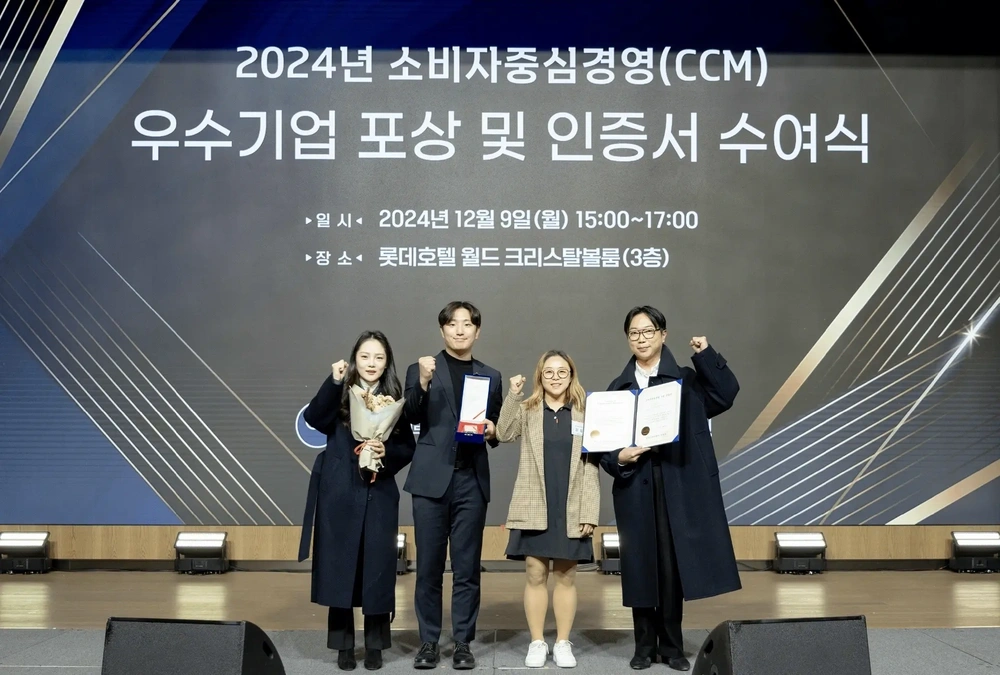 2024년 소비자중심경영(CCM)
우수기업 포상 및 인증서 수여식
▸일 시◂ 2024년 12월 9일(월) 15:00~17:00
▸장 소◂ 롯데호텔 월드 크리스탈볼룸(3층)